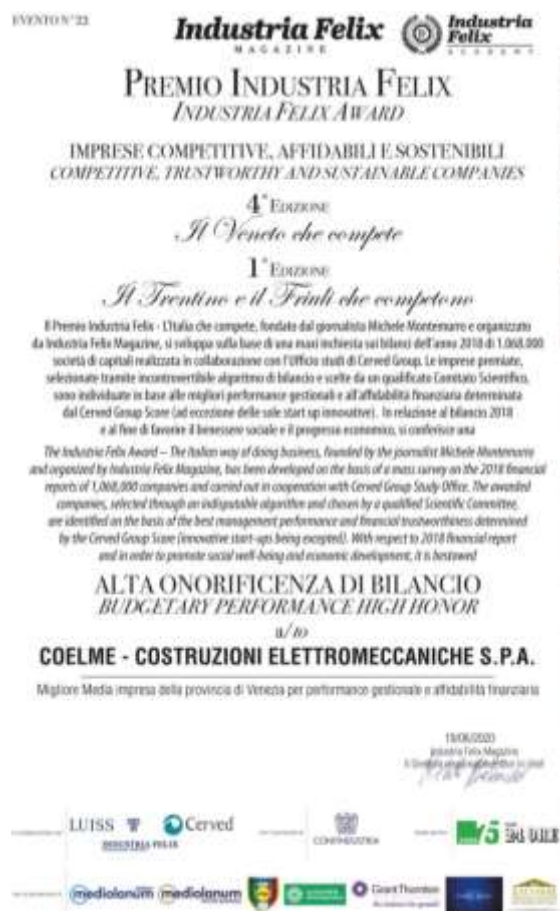 EVENTO N°22
Industria Felix
MAGAZINE
Industria
Felix
ACADEMY
PREMIO INDUSTRIA FELIX
INDUSTRIA FELIX AWARD
IMPRESE COMPETITIVE, AFFIDABILI E SOSTENIBILI
COMPETITIVE, TRUSTWORTHY AND SUSTAINABLE COMPANIES
4ª EDIZIONE
Il Veneto che compete
1ª EDIZIONE
Il Trentino e il Friuli che competono
Il Premio Industria Felix - L'Italia che compete, fondato dal giornalista Michele Montemurro e organizzato
da Industria Felix Magazine, si sviluppa sulla base di una maxi inchiesta sui bilanci dell'anno 2018 di 1.068.000
società di capitali realizzata in collaborazione con l'Ufficio studi di Cerved Group. Le imprese premiate,
selezionate tramite incontrovertibile algoritmo di bilancio e scelte da un qualificato Comitato Scientifico,
sono individuate in base alle migliori performance gestionali e all'affidabilità finanziaria determinata
dal Cerved Group Score (ad eccezione delle sole start up innovative). In relazione al bilancio 2018
e al fine di favorire il benessere sociale e il progresso economico, si conferisce una
The Industria Felix Award – The Italian way of doing business, founded by the journalist Michele Montemurro
and organized by Industria Felix Magazine, has been developed on the basis of a mass survey on the 2018 financial
reports of 1,068,000 companies and carried out in cooperation with Cerved Group Study Office. The awarded
companies, selected through an indisputable algorithm and chosen by a qualified Scientific Committee,
are identified on the basis of the best management performance and financial trustworthiness determined
by the Cerved Group Score (innovative start-ups being excepted). With respect to 2018 financial report
and in order to promote social well-being and economic development, it is bestowed
ALTA ONORIFICENZA DI BILANCIO
BUDGETARY PERFORMANCE HIGH HONOR
a/to
COELME - COSTRUZIONI ELETTROMECCANICHE S.P.A.
Migliore Media impresa della provincia di Venezia per performance gestionale e affidabilità finanziaria
Industria Felix Magazine
LUISS
Cerved
INDUSTRIA FELIX
CONFINDUSTRIA
75
24 ORE
mediolanum
mediolanum
Grant Thornton